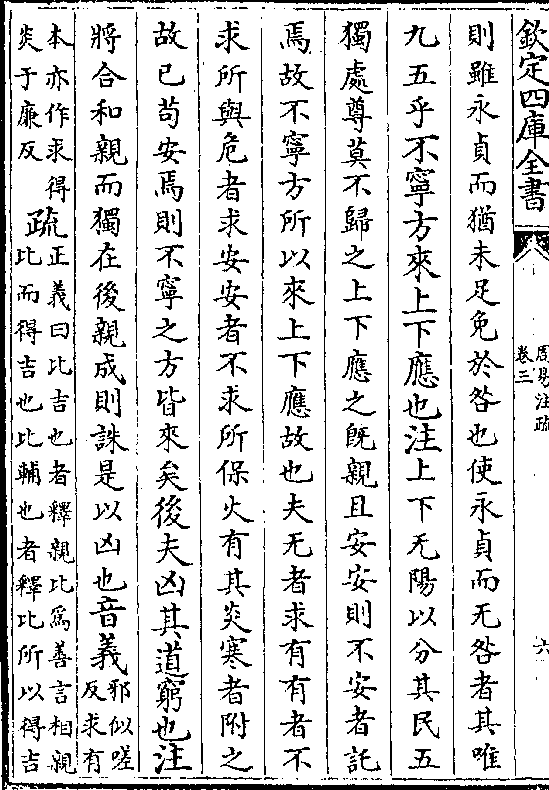 欽定四庫全書
周易注疏
卷三
六
則雖永貞而猶未足免於咎也使永貞而无咎者其唯
九五乎不寧方來上下應也注上下无陽以分其民五
獨處尊莫不歸之上下應之既親且安安則不安者託
焉故不寧方所以來上下應故也夫无者求有有者不
求所與危者求安安者不求所保火有其炎寒者附之
故已苟安焉則不寧之方皆來矣後夫凶其道窮也注
將合和親而獨在後親成則誅是以凶也音義邪似嗟
反求有
本亦作求得
炎于廉反
疏正義曰比吉也者釋親比為善言相親
比而得吉也比輔也者釋比所以得吉